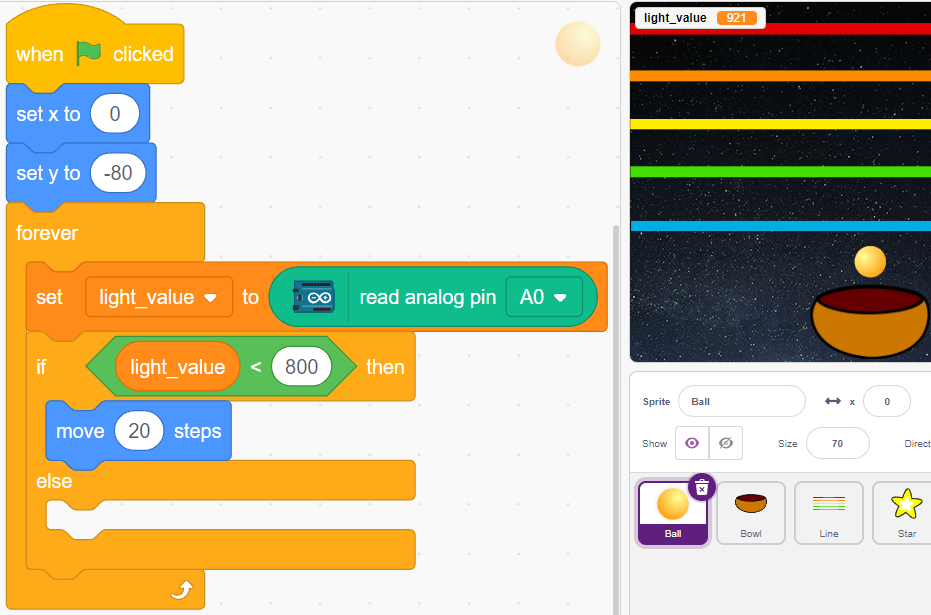 when clicked
set x to 0
set y to -80
forever
set light_value to read analog pin A0
if light_value < 800 then
move 20 steps
else
light_value 921
Sprite Ball x 0
Show Size 70 Direct
Ball Bowl Line Star